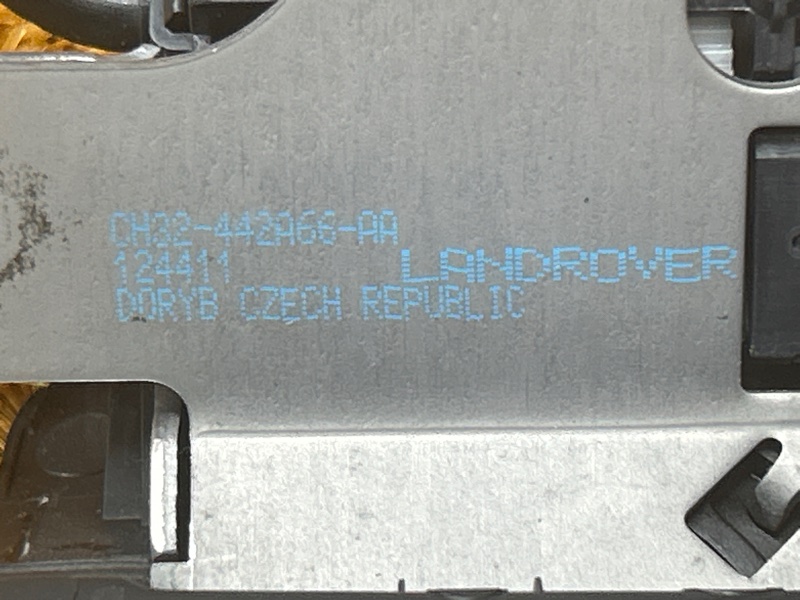 CH32-442A66-AA
124411 LANDROVER
DORYB CZECH REPUBLIC